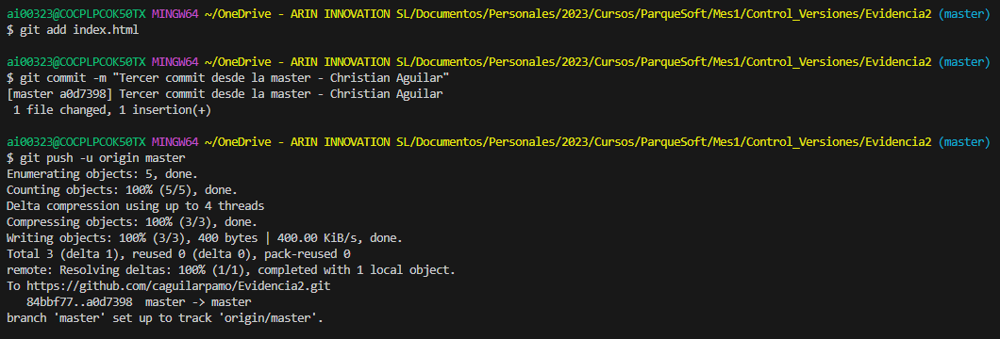 ai00323@COCPLPCOK50TX MINGW64 ~/OneDrive - ARIN INNOVATION SL/Documentos/Personales/2023/Cursos/ParqueSoft/Mes1/Control_Versiones/Evidencia2 (master)
$ git add index.html
ai00323@COCPLPCOK50TX MINGW64 ~/OneDrive - ARIN INNOVATION SL/Documentos/Personales/2023/Cursos/ParqueSoft/Mes1/Control_Versiones/Evidencia2 (master)
$ git commit -m "Tercer commit desde la master - Christian Aguilar"
[master a0d7398] Tercer commit desde la master - Christian Aguilar
1 file changed, 1 insertion(+)
ai00323@COCPLPCOK50TX MINGW64 ~/OneDrive - ARIN INNOVATION SL/Documentos/Personales/2023/Cursos/ParqueSoft/Mes1/Control_Versiones/Evidencia2 (master)
$ git push -u origin master
Enumerating objects: 5, done.
Counting objects: 100% (5/5), done.
Delta compression using up to 4 threads
Compressing objects: 100% (3/3), done.
Writing objects: 100% (3/3), 400 bytes | 400.00 KiB/s, done.
Total 3 (delta 1), reused 0 (delta 0), pack-reused 0
remote: Resolving deltas: 100% (1/1), completed with 1 local object.
To https://github.com/caguilarpamo/Evidencia2.git
84bbf77..a0d7398  master -> master
branch 'master' set up to track 'origin/master'.